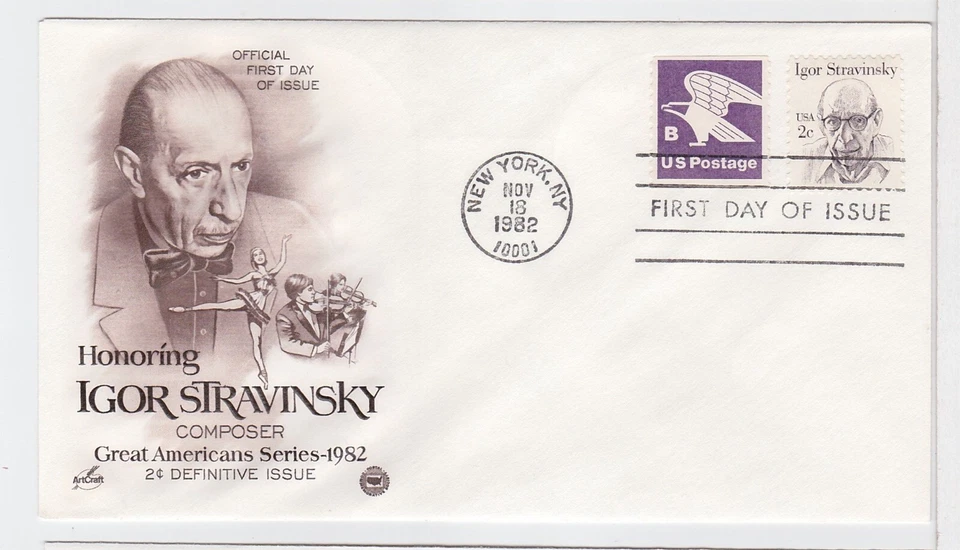 OFFICIAL
FIRST DAY
OF ISSUE
Honoring
IGOR STRAVINSKY
COMPOSER
Great Americans Series-1982
2¢ DEFINITIVE ISSUE
ArtCraft
NEW YORK, NY
NOV
18
1982
10001
B
US Postage
Igor Stravinsky
USA
2c
FIRST DAY OF ISSUE